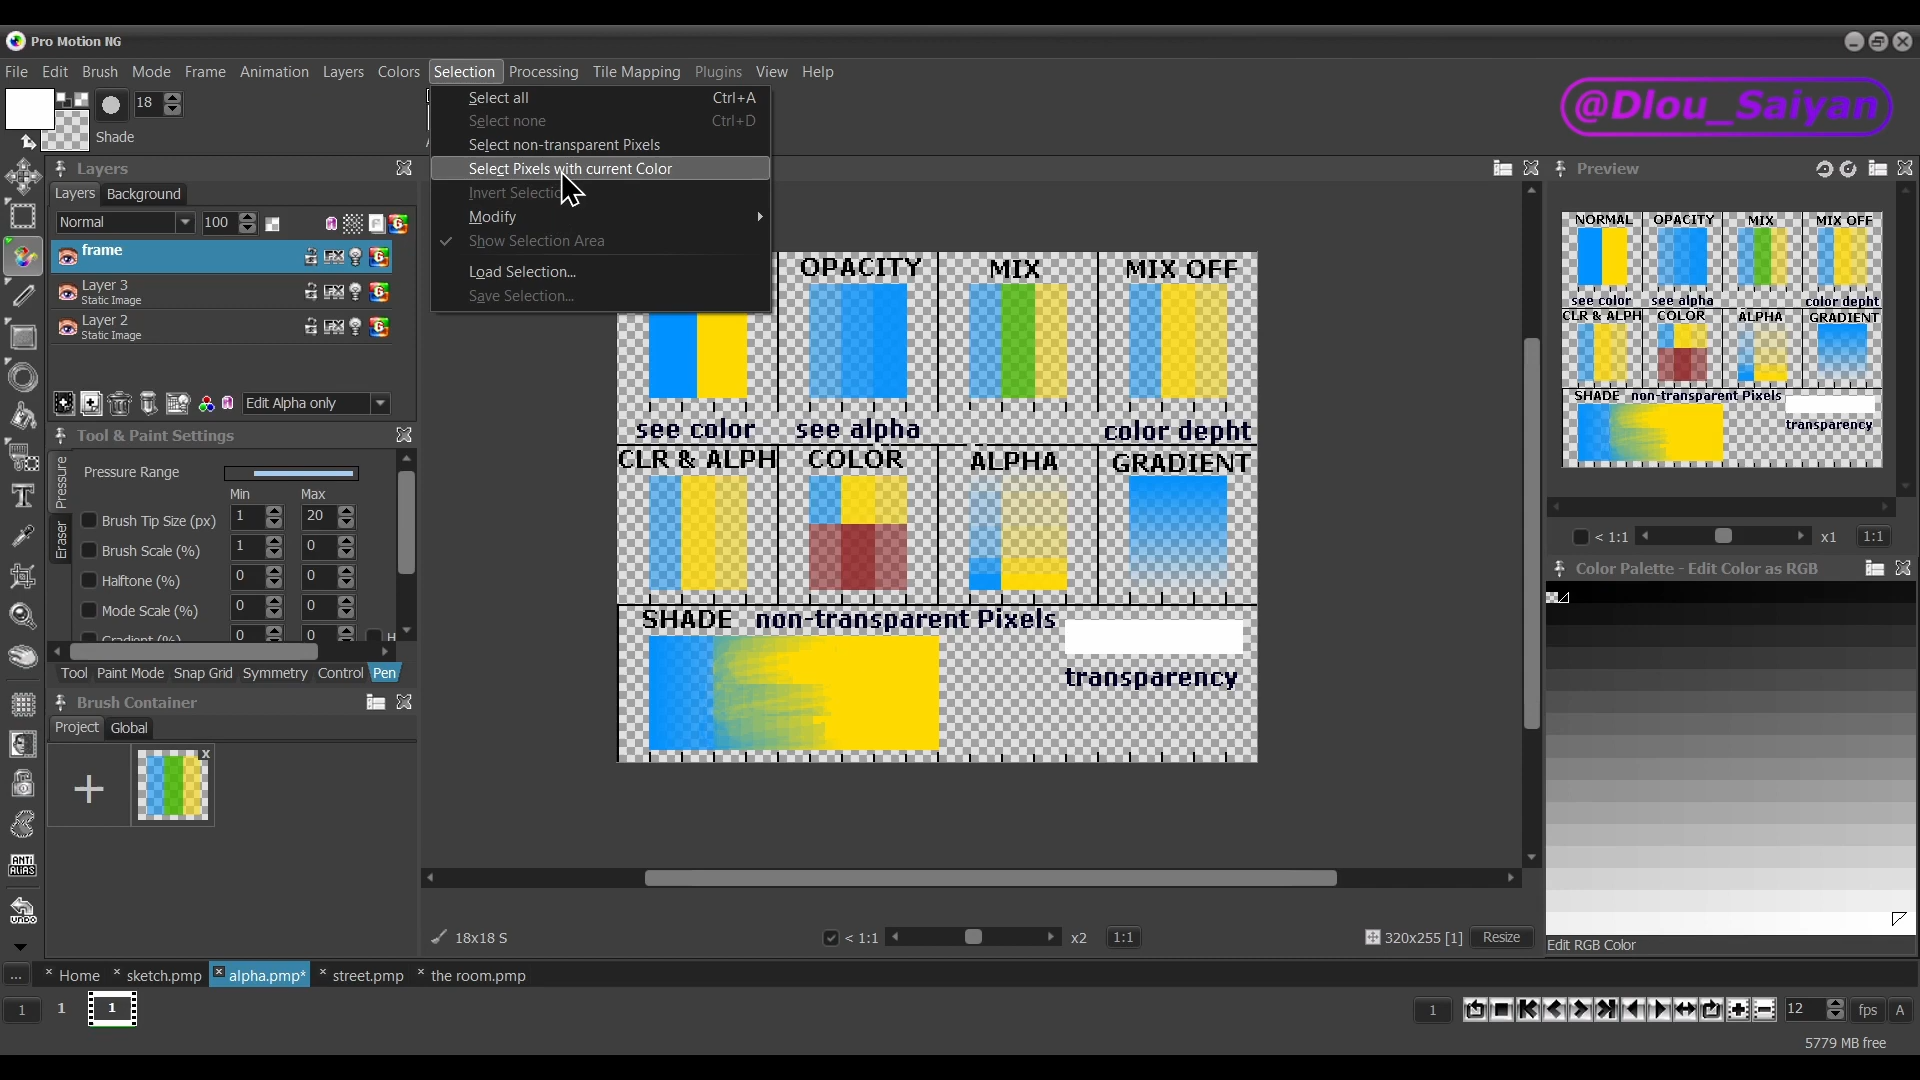 Pro Motion NG
File Edit Brush Mode Frame Animation Layers Colors Selection Processing Tile Mapping Plugins View Help
18
Shade
@Dlou_Saiyan
Select all Ctrl+A
Select none Ctrl+D
Select non-transparent Pixels
Select Pixels with current Color
Invert Selectio
Modify
Show Selection Area
Load Selection...
Save Selection...
Layers
Layers Background
Normal 100
frame
Layer 3
Static Image
Layer 2
Static Image
Edit Alpha only
Tool & Paint Settings
Pressure
Eraser
Pressure Range
Min Max
Brush Tip Size (px) 1 20
Brush Scale (%) 1 0
Halftone (%) 0 0
Mode Scale (%) 0 0
Gradient (%) 0 0 H
Tool Paint Mode Snap Grid Symmetry Control Pen
Brush Container
Project Global
x
ANTI
ALIAS
UNDO
OPACITY MIX MIX OFF
see color see alpha color depht
CLR & ALPH COLOR ALPHA GRADIENT
SHADE non-transparent Pixels
transparency
18x18 S
< 1:1 x2 1:1
320x255 [1] Resize
Preview
NORMAL OPACITY MIX MIX OFF
see color see alpha color depht
CLR & ALPH COLOR ALPHA GRADIENT
SHADE non-transparent Pixels
transparency
< 1:1 x1 1:1
Color Palette - Edit Color as RGB
Edit RGB Color
... Home sketch.pmp alpha.pmp* street.pmp the room.pmp
1 1 1
1 12 fps A
5779 MB free